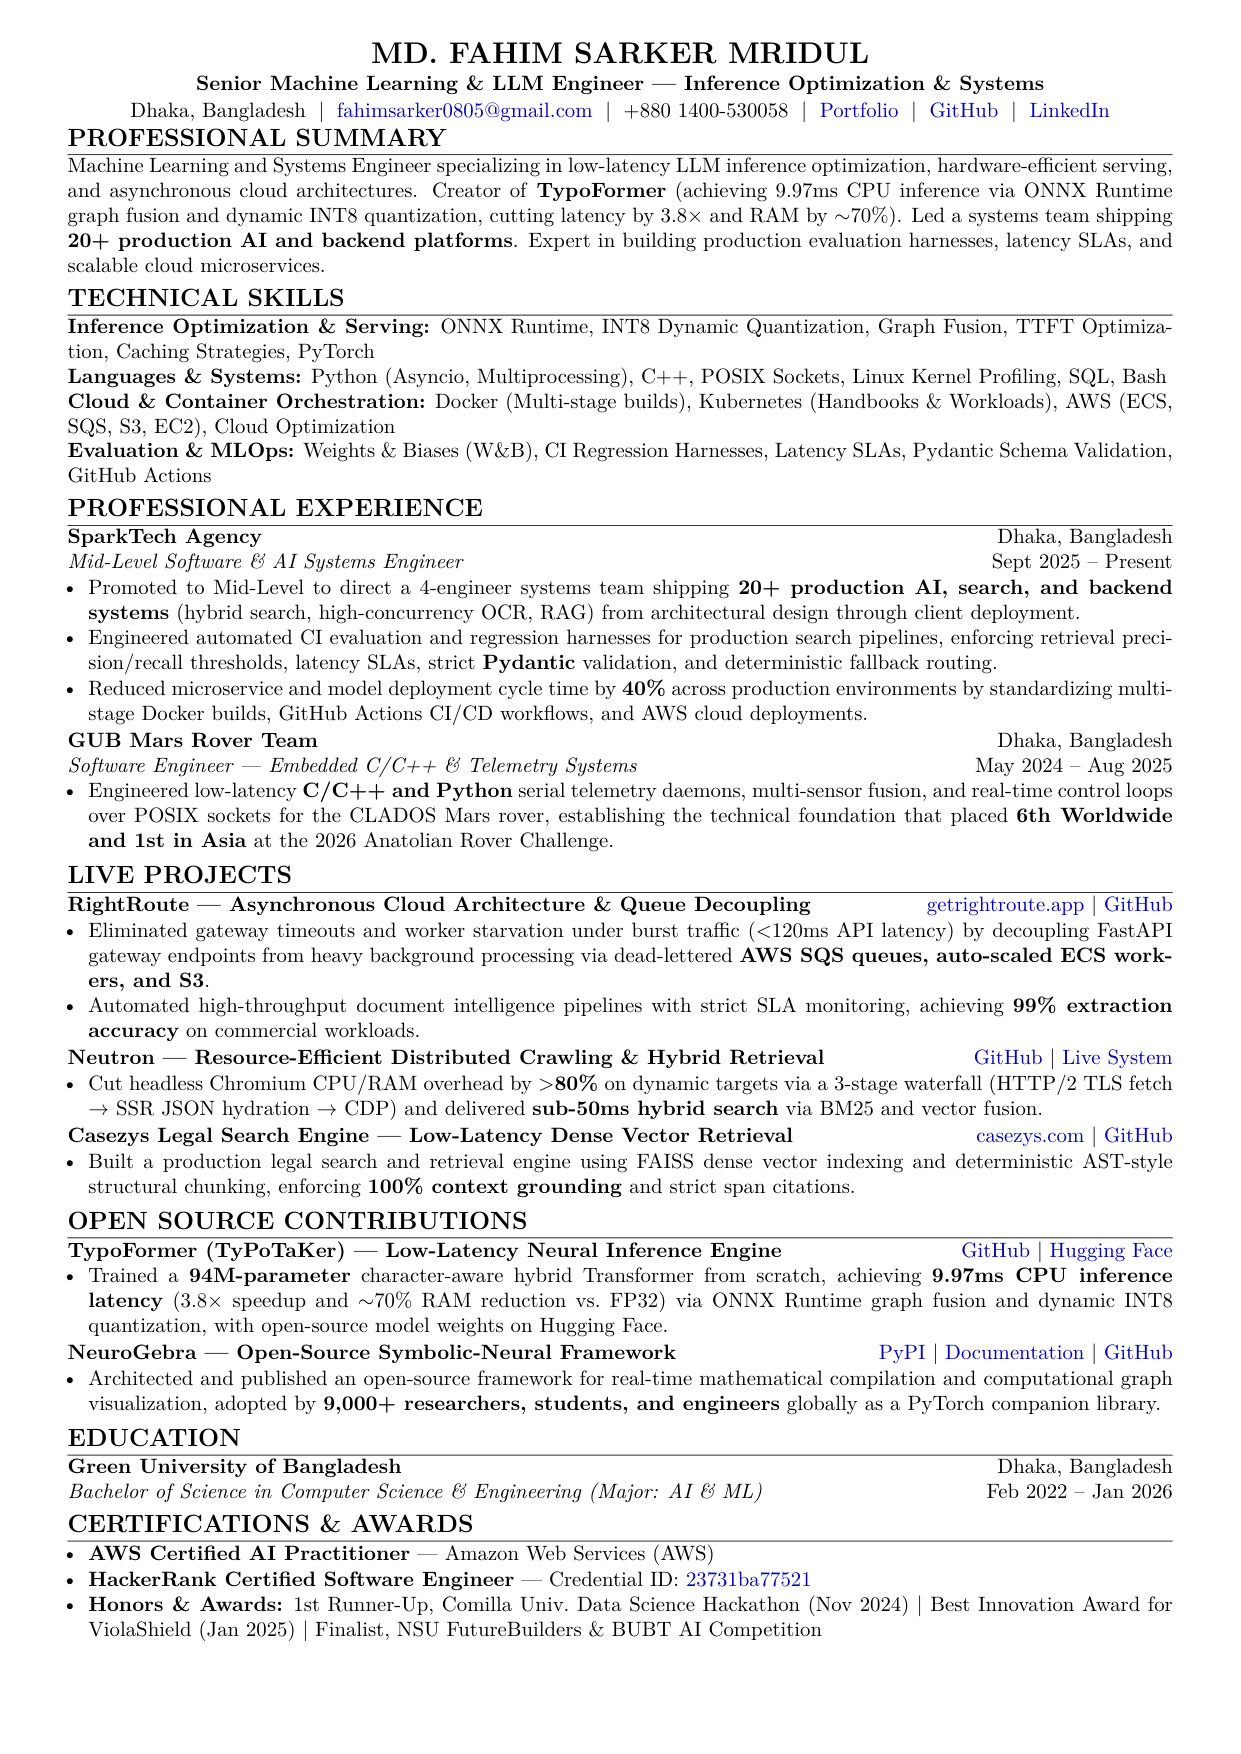 MD. FAHIM SARKER MRIDUL
Senior Machine Learning & LLM Engineer — Inference Optimization & Systems
Dhaka, Bangladesh | fahimsarker0805@gmail.com | +880 1400-530058 | Portfolio | GitHub | LinkedIn
PROFESSIONAL SUMMARY
Machine Learning and Systems Engineer specializing in low-latency LLM inference optimization, hardware-efficient serving,
and asynchronous cloud architectures. Creator of TypoFormer (achieving 9.97ms CPU inference via ONNX Runtime
graph fusion and dynamic INT8 quantization, cutting latency by 3.8× and RAM by ∼70%). Led a systems team shipping
20+ production AI and backend platforms. Expert in building production evaluation harnesses, latency SLAs, and
scalable cloud microservices.
TECHNICAL SKILLS
Inference Optimization & Serving: ONNX Runtime, INT8 Dynamic Quantization, Graph Fusion, TTFT Optimiza-
tion, Caching Strategies, PyTorch
Languages & Systems: Python (Asyncio, Multiprocessing), C++, POSIX Sockets, Linux Kernel Profiling, SQL, Bash
Cloud & Container Orchestration: Docker (Multi-stage builds), Kubernetes (Handbooks & Workloads), AWS (ECS,
SQS, S3, EC2), Cloud Optimization
Evaluation & MLOps: Weights & Biases (W&B), CI Regression Harnesses, Latency SLAs, Pydantic Schema Validation,
GitHub Actions
PROFESSIONAL EXPERIENCE
SparkTech Agency Dhaka, Bangladesh
Mid-Level Software & AI Systems Engineer Sept 2025 – Present
• Promoted to Mid-Level to direct a 4-engineer systems team shipping 20+ production AI, search, and backend
systems (hybrid search, high-concurrency OCR, RAG) from architectural design through client deployment.
• Engineered automated CI evaluation and regression harnesses for production search pipelines, enforcing retrieval preci-
sion/recall thresholds, latency SLAs, strict Pydantic validation, and deterministic fallback routing.
• Reduced microservice and model deployment cycle time by 40% across production environments by standardizing multi-
stage Docker builds, GitHub Actions CI/CD workflows, and AWS cloud deployments.
GUB Mars Rover Team Dhaka, Bangladesh
Software Engineer — Embedded C/C++ & Telemetry Systems May 2024 – Aug 2025
• Engineered low-latency C/C++ and Python serial telemetry daemons, multi-sensor fusion, and real-time control loops
over POSIX sockets for the CLADOS Mars rover, establishing the technical foundation that placed 6th Worldwide
and 1st in Asia at the 2026 Anatolian Rover Challenge.
LIVE PROJECTS
RightRoute — Asynchronous Cloud Architecture & Queue Decoupling getrightroute.app | GitHub
• Eliminated gateway timeouts and worker starvation under burst traffic (<120ms API latency) by decoupling FastAPI
gateway endpoints from heavy background processing via dead-lettered AWS SQS queues, auto-scaled ECS work-
ers, and S3.
• Automated high-throughput document intelligence pipelines with strict SLA monitoring, achieving 99% extraction
accuracy on commercial workloads.
Neutron — Resource-Efficient Distributed Crawling & Hybrid Retrieval GitHub | Live System
• Cut headless Chromium CPU/RAM overhead by >80% on dynamic targets via a 3-stage waterfall (HTTP/2 TLS fetch
→ SSR JSON hydration → CDP) and delivered sub-50ms hybrid search via BM25 and vector fusion.
Casezys Legal Search Engine — Low-Latency Dense Vector Retrieval casezys.com | GitHub
• Built a production legal search and retrieval engine using FAISS dense vector indexing and deterministic AST-style
structural chunking, enforcing 100% context grounding and strict span citations.
OPEN SOURCE CONTRIBUTIONS
TypoFormer (TyPoTaKer) — Low-Latency Neural Inference Engine GitHub | Hugging Face
• Trained a 94M-parameter character-aware hybrid Transformer from scratch, achieving 9.97ms CPU inference
latency (3.8× speedup and ∼70% RAM reduction vs. FP32) via ONNX Runtime graph fusion and dynamic INT8
quantization, with open-source model weights on Hugging Face.
NeuroGebra — Open-Source Symbolic-Neural Framework PyPI | Documentation | GitHub
• Architected and published an open-source framework for real-time mathematical compilation and computational graph
visualization, adopted by 9,000+ researchers, students, and engineers globally as a PyTorch companion library.
EDUCATION
Green University of Bangladesh Dhaka, Bangladesh
Bachelor of Science in Computer Science & Engineering (Major: AI & ML) Feb 2022 – Jan 2026
CERTIFICATIONS & AWARDS
• AWS Certified AI Practitioner — Amazon Web Services (AWS)
• HackerRank Certified Software Engineer — Credential ID: 23731ba77521
• Honors & Awards: 1st Runner-Up, Comilla Univ. Data Science Hackathon (Nov 2024) | Best Innovation Award for
ViolaShield (Jan 2025) | Finalist, NSU FutureBuilders & BUBT AI Competition